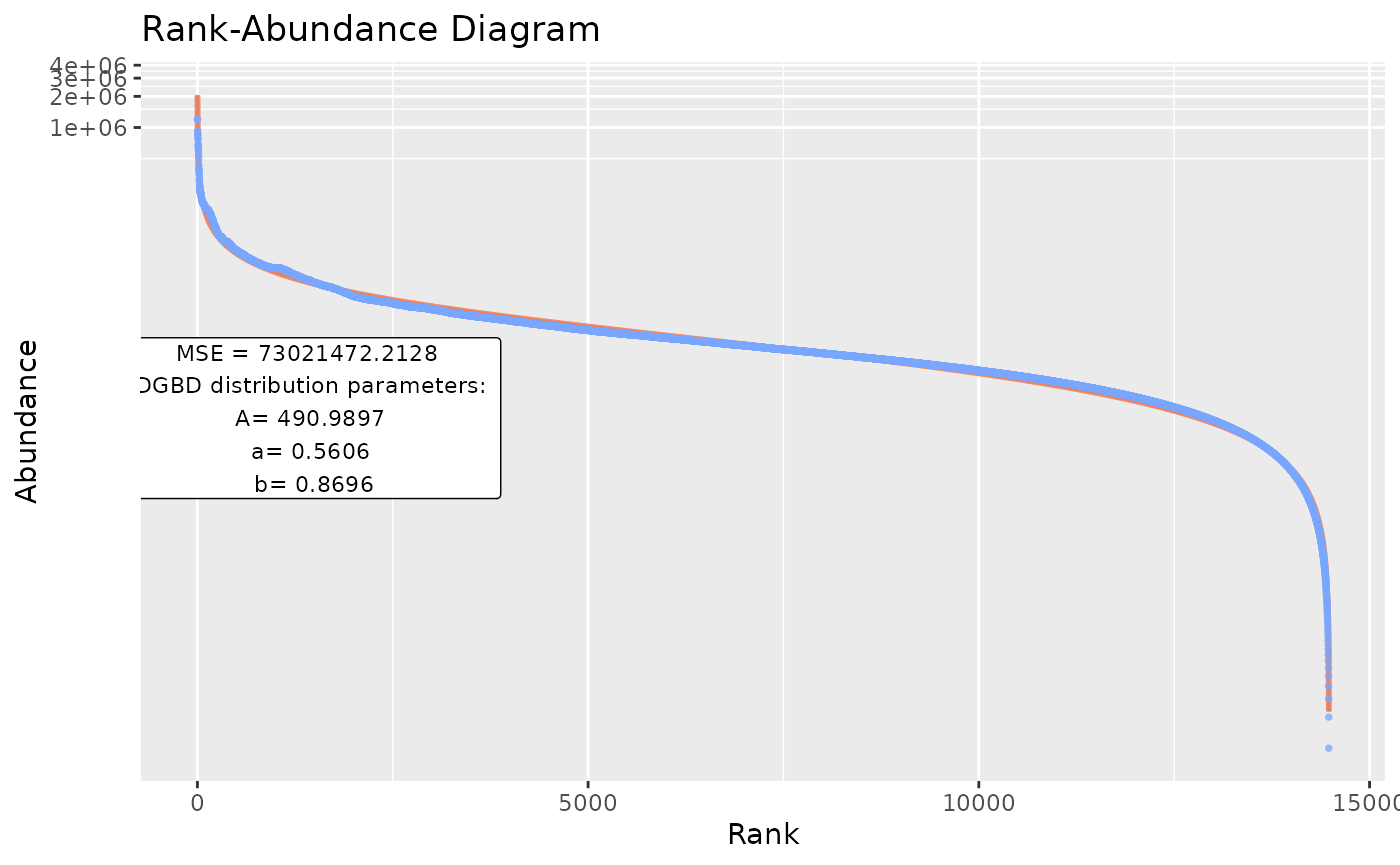 Rank-Abundance Diagram
4e+06
3e+06
2e+06
1e+06
Abundance
MSE = 73021472.2128
DGBD distribution parameters:
A= 490.9897
a= 0.5606
b= 0.8696
0 5000 10000 15000
Rank